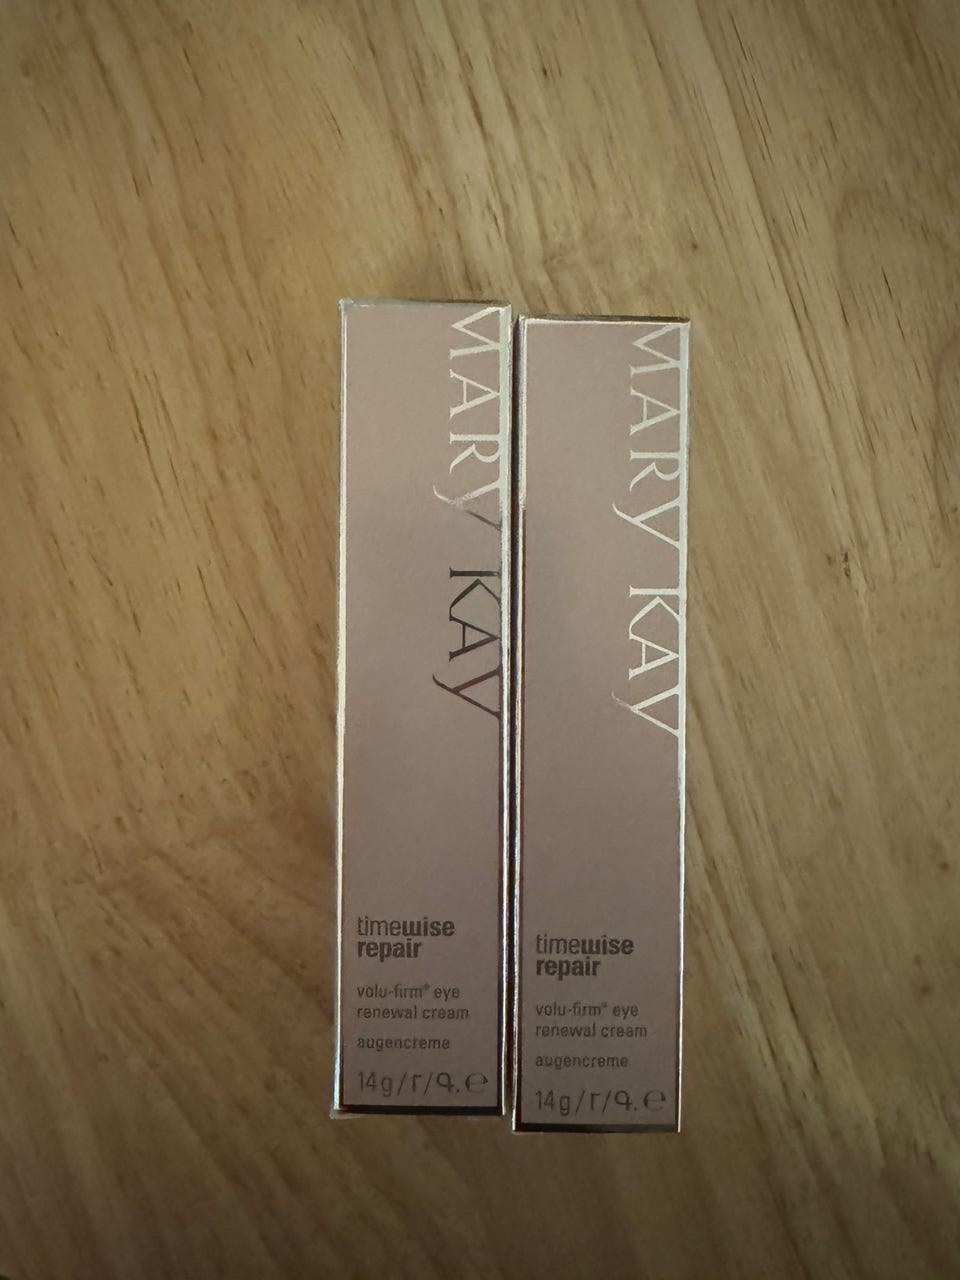 MARY KAY
timewise
repair
volu-firm® eye
renewal cream
augencreme
14g/г/գ.℮
MARY KAY
timewise
repair
volu-firm® eye
renewal cream
augencreme
14g/г/գ.℮